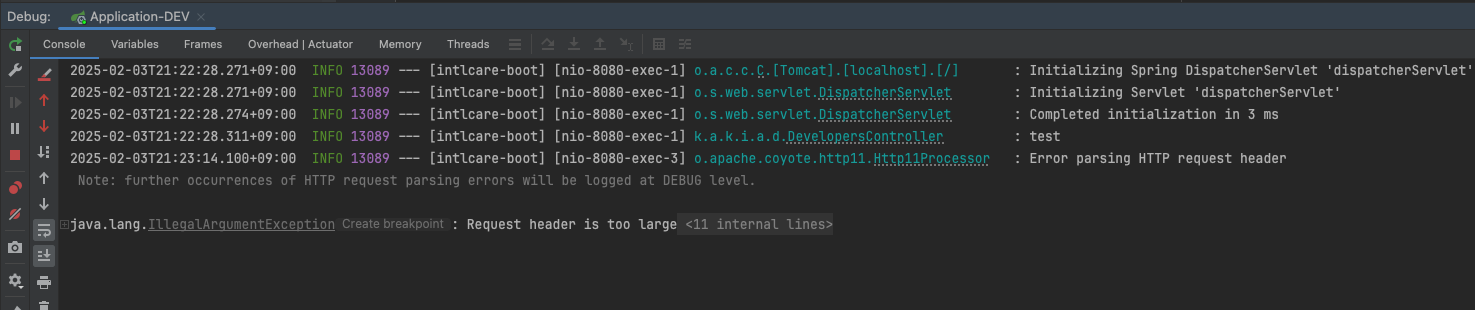 Debug: Application-DEV
Console Variables Frames Overhead | Actuator Memory Threads
2025-02-03T21:22:28.271+09:00 INFO 13089 --- [intlcare-boot] [nio-8080-exec-1] o.a.c.c.C.[Tomcat].[localhost].[/] : Initializing Spring DispatcherServlet 'dispatcherServlet'
2025-02-03T21:22:28.271+09:00 INFO 13089 --- [intlcare-boot] [nio-8080-exec-1] o.s.web.servlet.DispatcherServlet : Initializing Servlet 'dispatcherServlet'
2025-02-03T21:22:28.274+09:00 INFO 13089 --- [intlcare-boot] [nio-8080-exec-1] o.s.web.servlet.DispatcherServlet : Completed initialization in 3 ms
2025-02-03T21:22:28.311+09:00 INFO 13089 --- [intlcare-boot] [nio-8080-exec-1] k.a.k.i.a.d.DevelopersController : test
2025-02-03T21:23:14.100+09:00 INFO 13089 --- [intlcare-boot] [nio-8080-exec-3] o.apache.coyote.http11.Http11Processor : Error parsing HTTP request header
Note: further occurrences of HTTP request parsing errors will be logged at DEBUG level.
java.lang.IllegalArgumentException Create breakpoint : Request header is too large <11 internal lines>